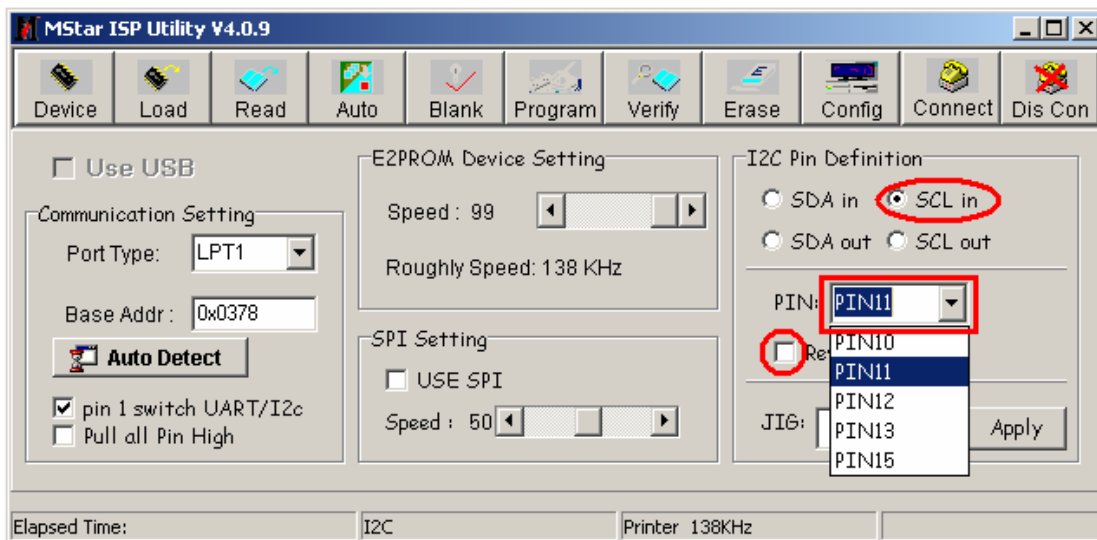 MStar ISP Utility V4.0.9
Device Load Read Auto Blank Program Verify Erase Config Connect Dis Con
Use USB
Communication Setting
Port Type: LPT1
Base Addr : 0x0378
Auto Detect
pin 1 switch UART/I2c
Pull all Pin High
E2PROM Device Setting
Speed : 99
Roughly Speed: 138 KHz
SPI Setting
USE SPI
Speed : 50
I2C Pin Definition
SDA in SCL in
SDA out SCL out
PIN: PIN11
PIN10
PIN11
PIN12
PIN13
PIN15
JIG:
Apply
Elapsed Time: I2C Printer 138KHz